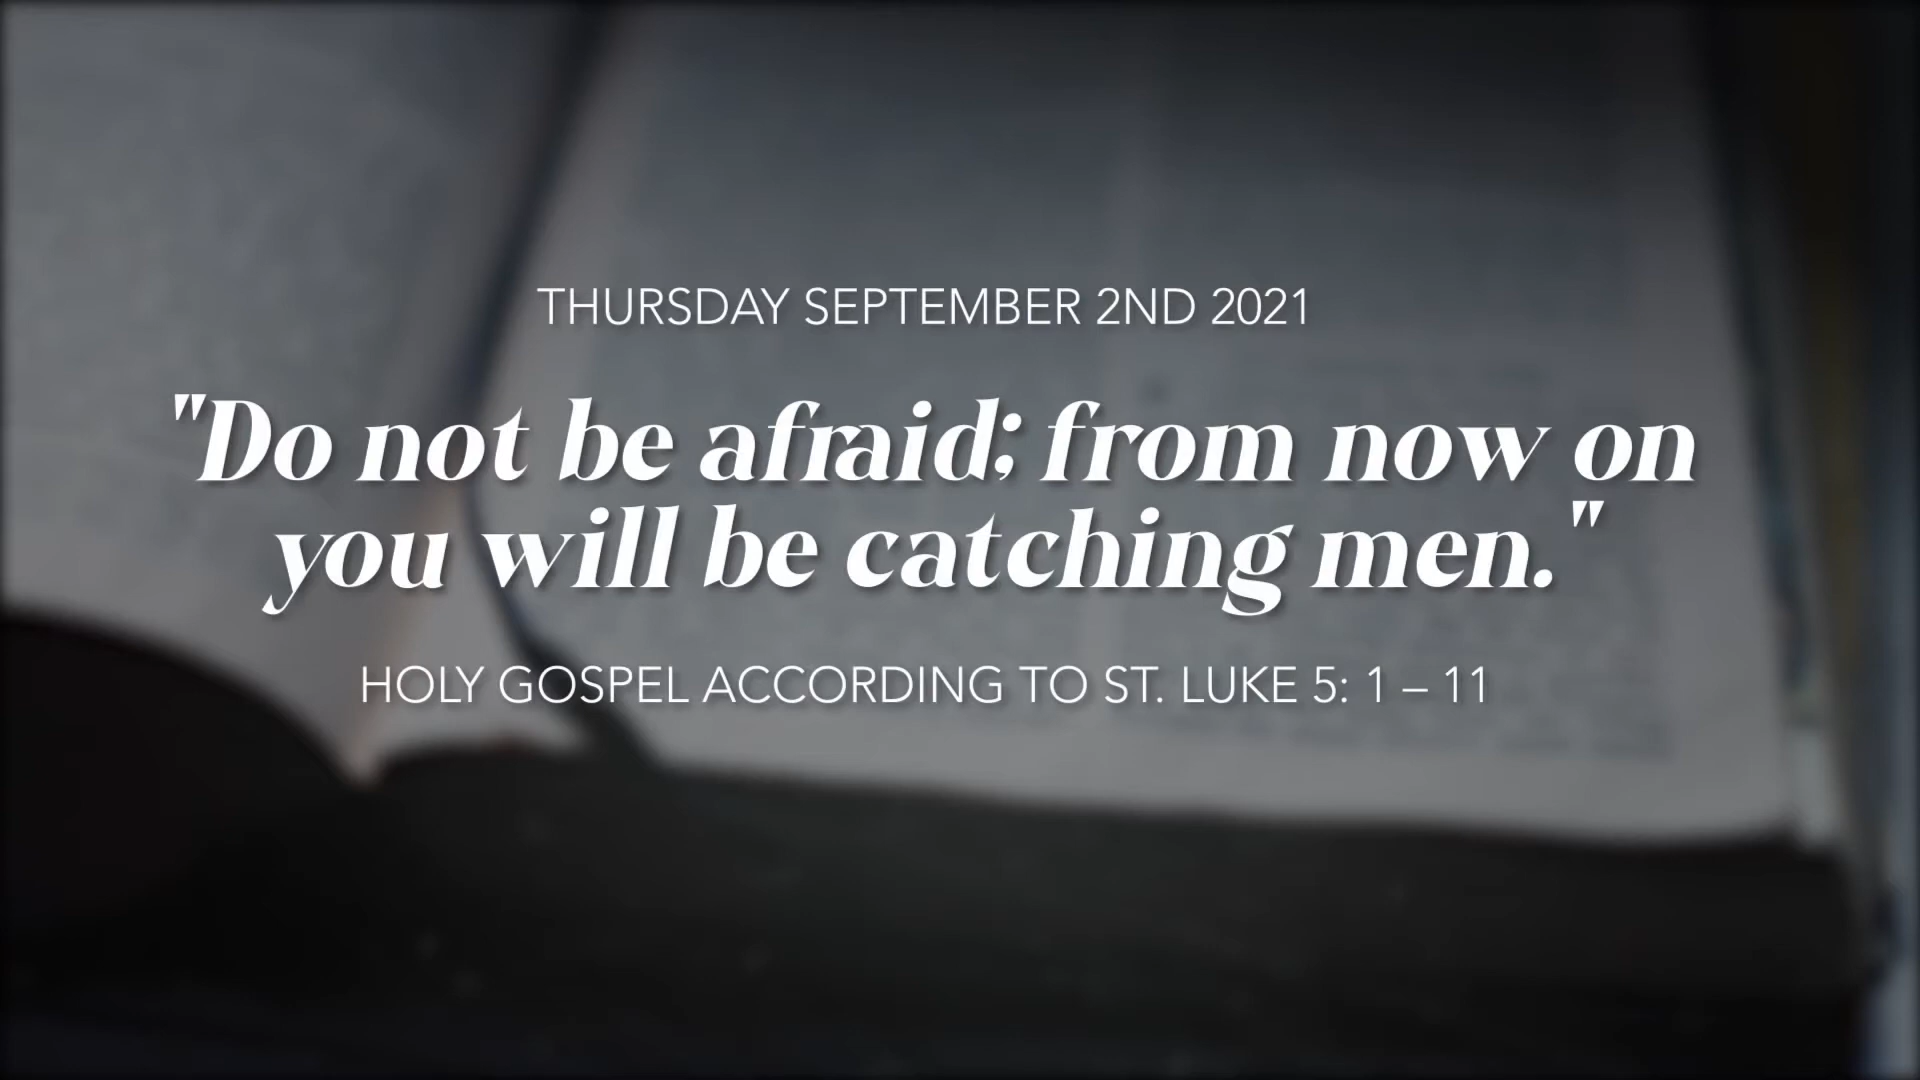 THURSDAY SEPTEMBER 2ND 2021
"Do not be afraid; from now on
you will be catching men."
HOLY GOSPEL ACCORDING TO ST. LUKE 5: 1 – 11